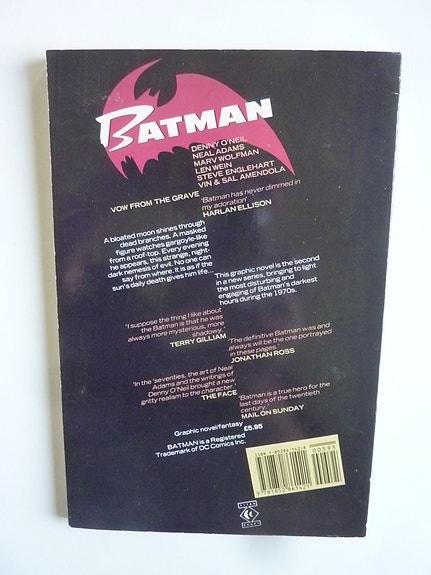 BATMAN
DENNY O'NEIL
NEAL ADAMS
MARV WOLFMAN
LEN WEIN
STEVE ENGLEHART
VIN & SAL AMENDOLA
VOW FROM THE GRAVE
'Batman has never dimmed in
my adoration'
HARLAN ELLISON
A bloated moon shines through
dead branches. A masked
figure watches gargoyle-like
from a roof-top. Every evening
he appears, this strange, right-
dark nemesis of evil. No one can
say from where. It is as if the
sun's daily death gives him life...
This graphic novel is the second
in a new series, bringing to light
the most disturbing and
engaging of Batman's darkest
hours during the 1970s.
'I suppose the thing I like about
the Batman is that he was
always more mysterious, more
shadowy.'
TERRY GILLIAM
'The definitive Batman was and
always will be the one portrayed
in these pages.'
JONATHAN ROSS
'In the 'seventies, the art of Neal
Adams and the writings of
Denny O'Neil brought a new
gritty realism to the character.'
THE FACE
'Batman is a true hero for the
last days of the twentieth
century'
MAIL ON SUNDAY
Graphic novel/fantasy
£5.95
BATMAN is a Registered
Trademark of DC Comics Inc.
00595
TITAN
BOOKS